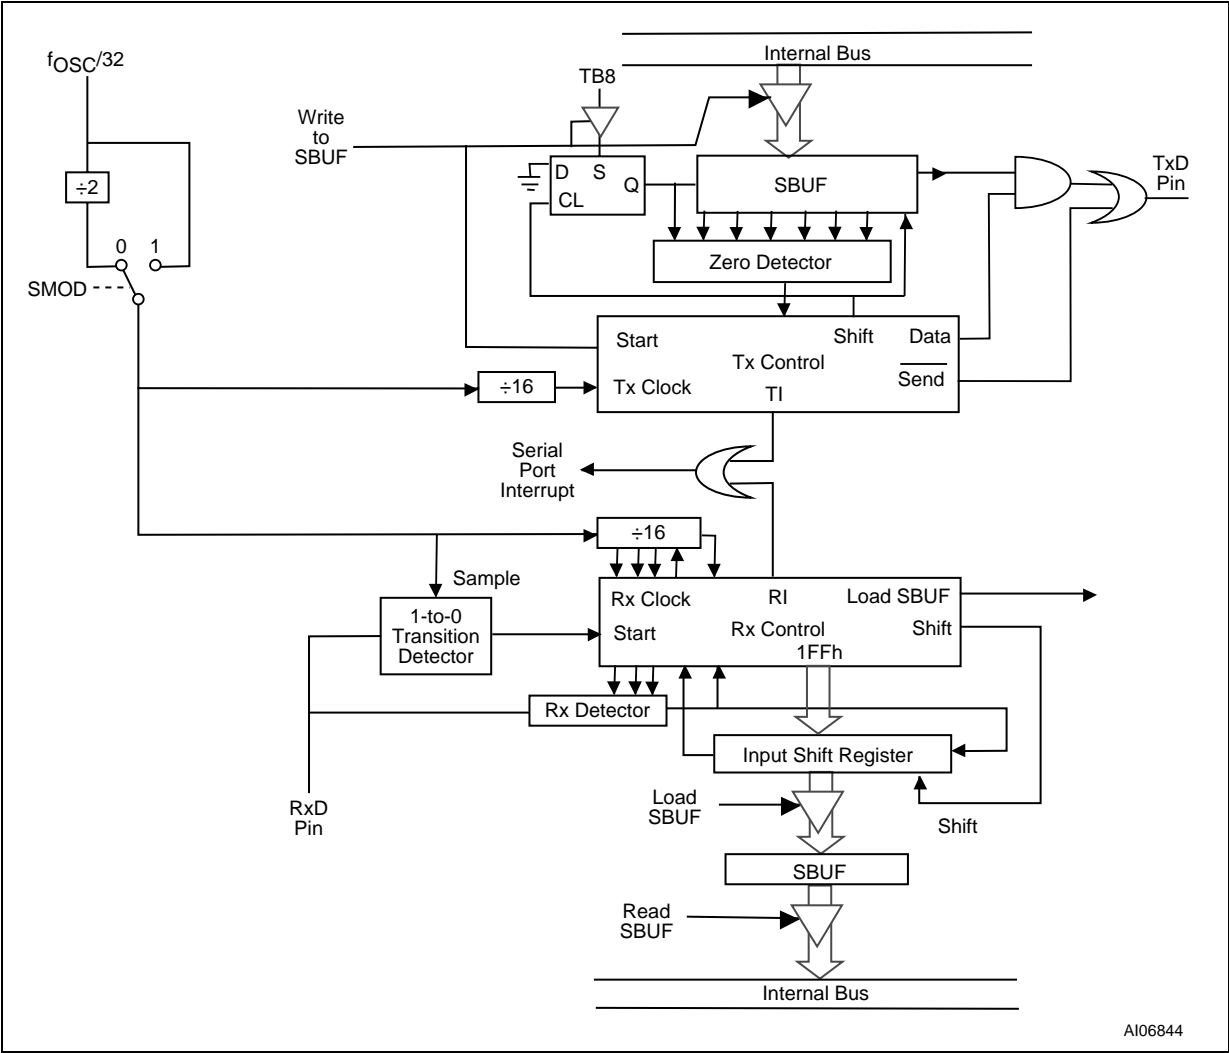 Internal Bus
fOSC/32
TB8
Write
to
SBUF
÷2
D
S
Q
CL
SBUF
TxD
Pin
0
1
SMOD
Zero Detector
Start
Shift
Data
Tx Control
Send
÷16
Tx Clock
TI
Serial
Port
Interrupt
÷16
Sample
Rx Clock
RI
Load SBUF
1-to-0
Transition
Detector
Start
Rx Control
Shift
1FFh
Rx Detector
Input Shift Register
RxD
Pin
Load
SBUF
Shift
SBUF
Read
SBUF
Internal Bus
AI06844